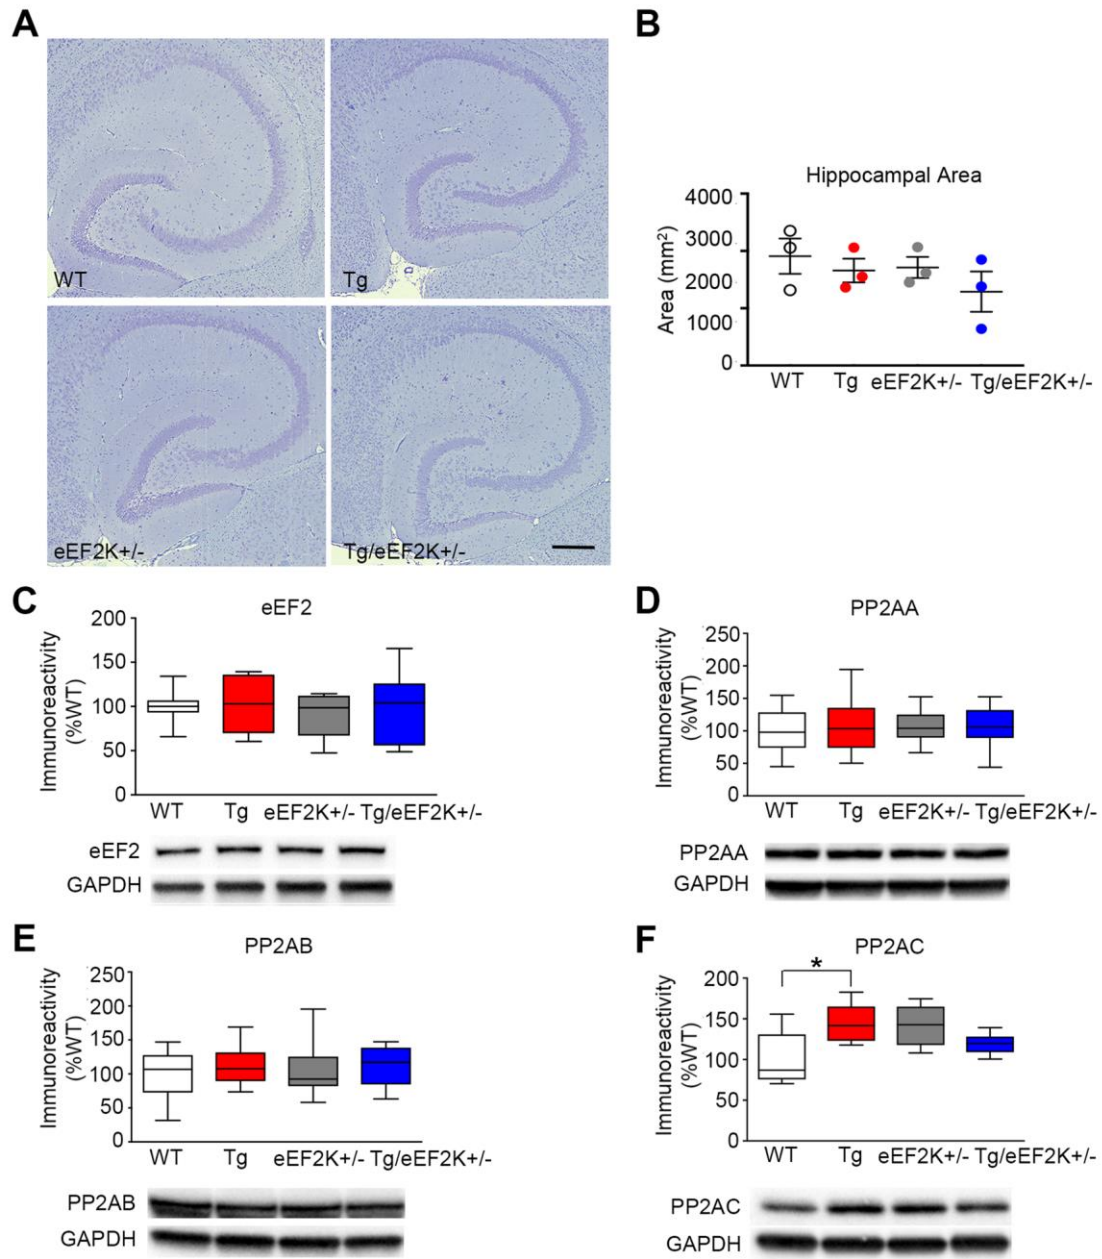 A
WT
Tg
eEF2K+/-
Tg/eEF2K+/-
B
Hippocampal Area
Area (mm²)
4000
3000
2000
1000
0
WT Tg eEF2K+/- Tg/eEF2K+/-
C
eEF2
Immunoreactivity
(%WT)
200
150
100
50
0
WT Tg eEF2K+/- Tg/eEF2K+/-
eEF2
GAPDH
D
PP2AA
Immunoreactivity
(%WT)
250
200
150
100
50
0
WT Tg eEF2K+/- Tg/eEF2K+/-
PP2AA
GAPDH
E
PP2AB
Immunoreactivity
(%WT)
250
200
150
100
50
0
WT Tg eEF2K+/- Tg/eEF2K+/-
PP2AB
GAPDH
F
PP2AC
*
Immunoreactivity
(%WT)
200
150
100
50
0
WT Tg eEF2K+/- Tg/eEF2K+/-
PP2AC
GAPDH